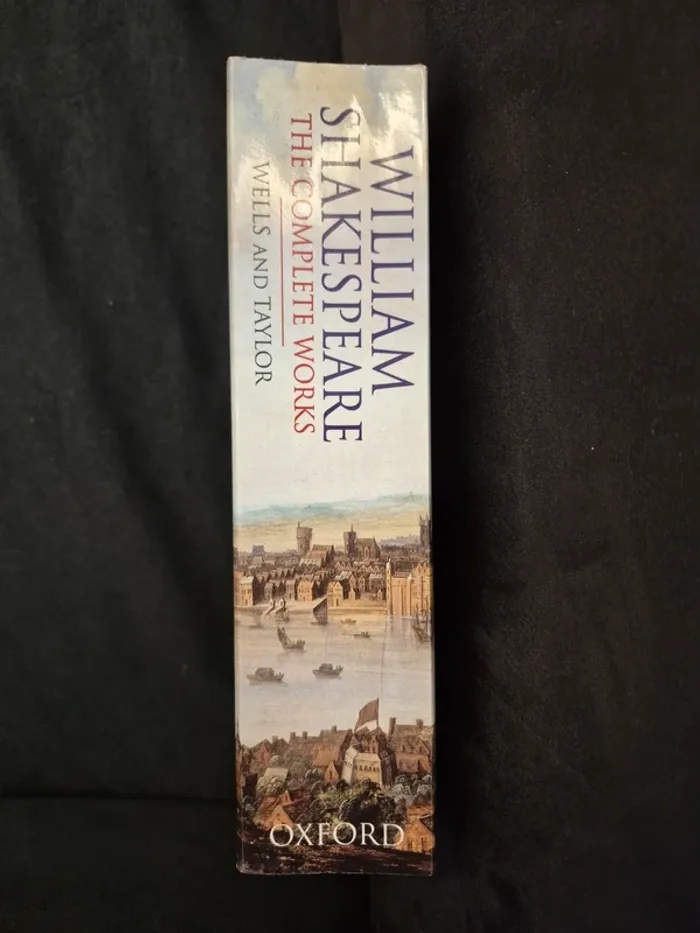 WILLIAM
SHAKESPEARE
THE COMPLETE WORKS
WELLS AND TAYLOR
OXFORD